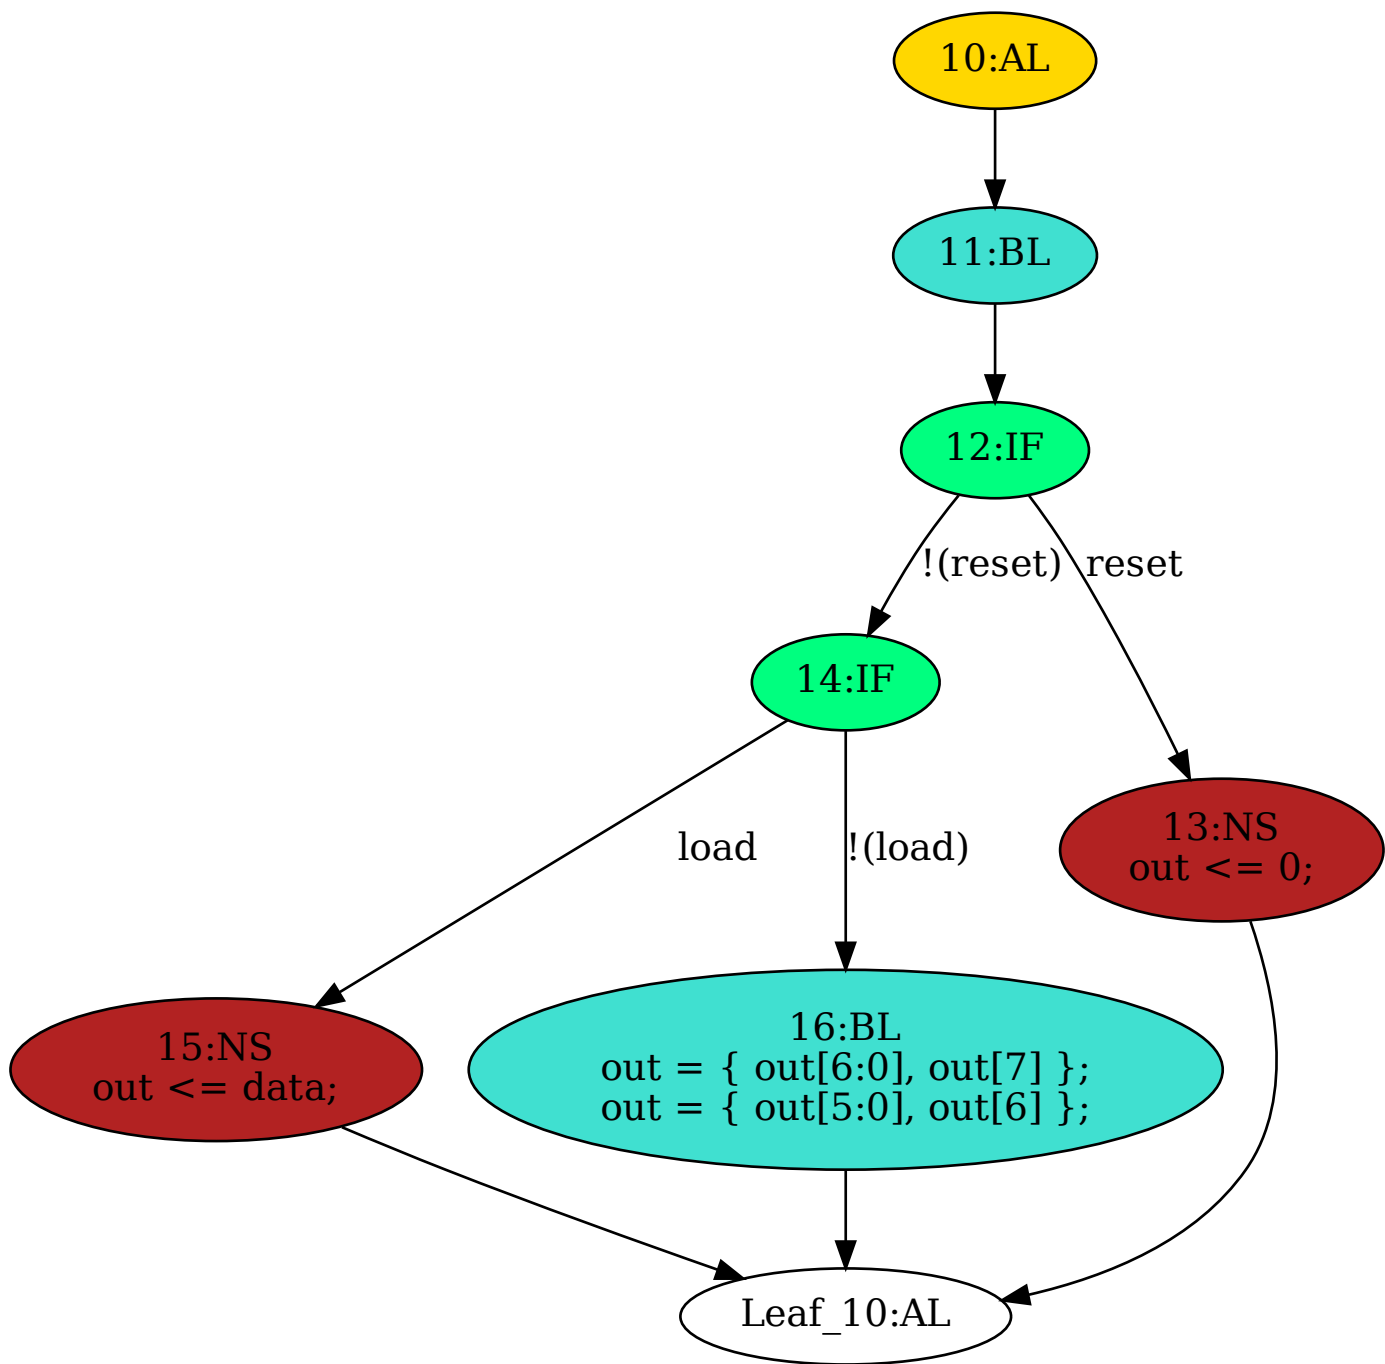 10:AL
11:BL
12:IF
!(reset)
reset
14:IF
load
!(load)
13:NS
out <= 0;
15:NS
out <= data;
16:BL
out = { out[6:0], out[7] };
out = { out[5:0], out[6] };
Leaf_10:AL